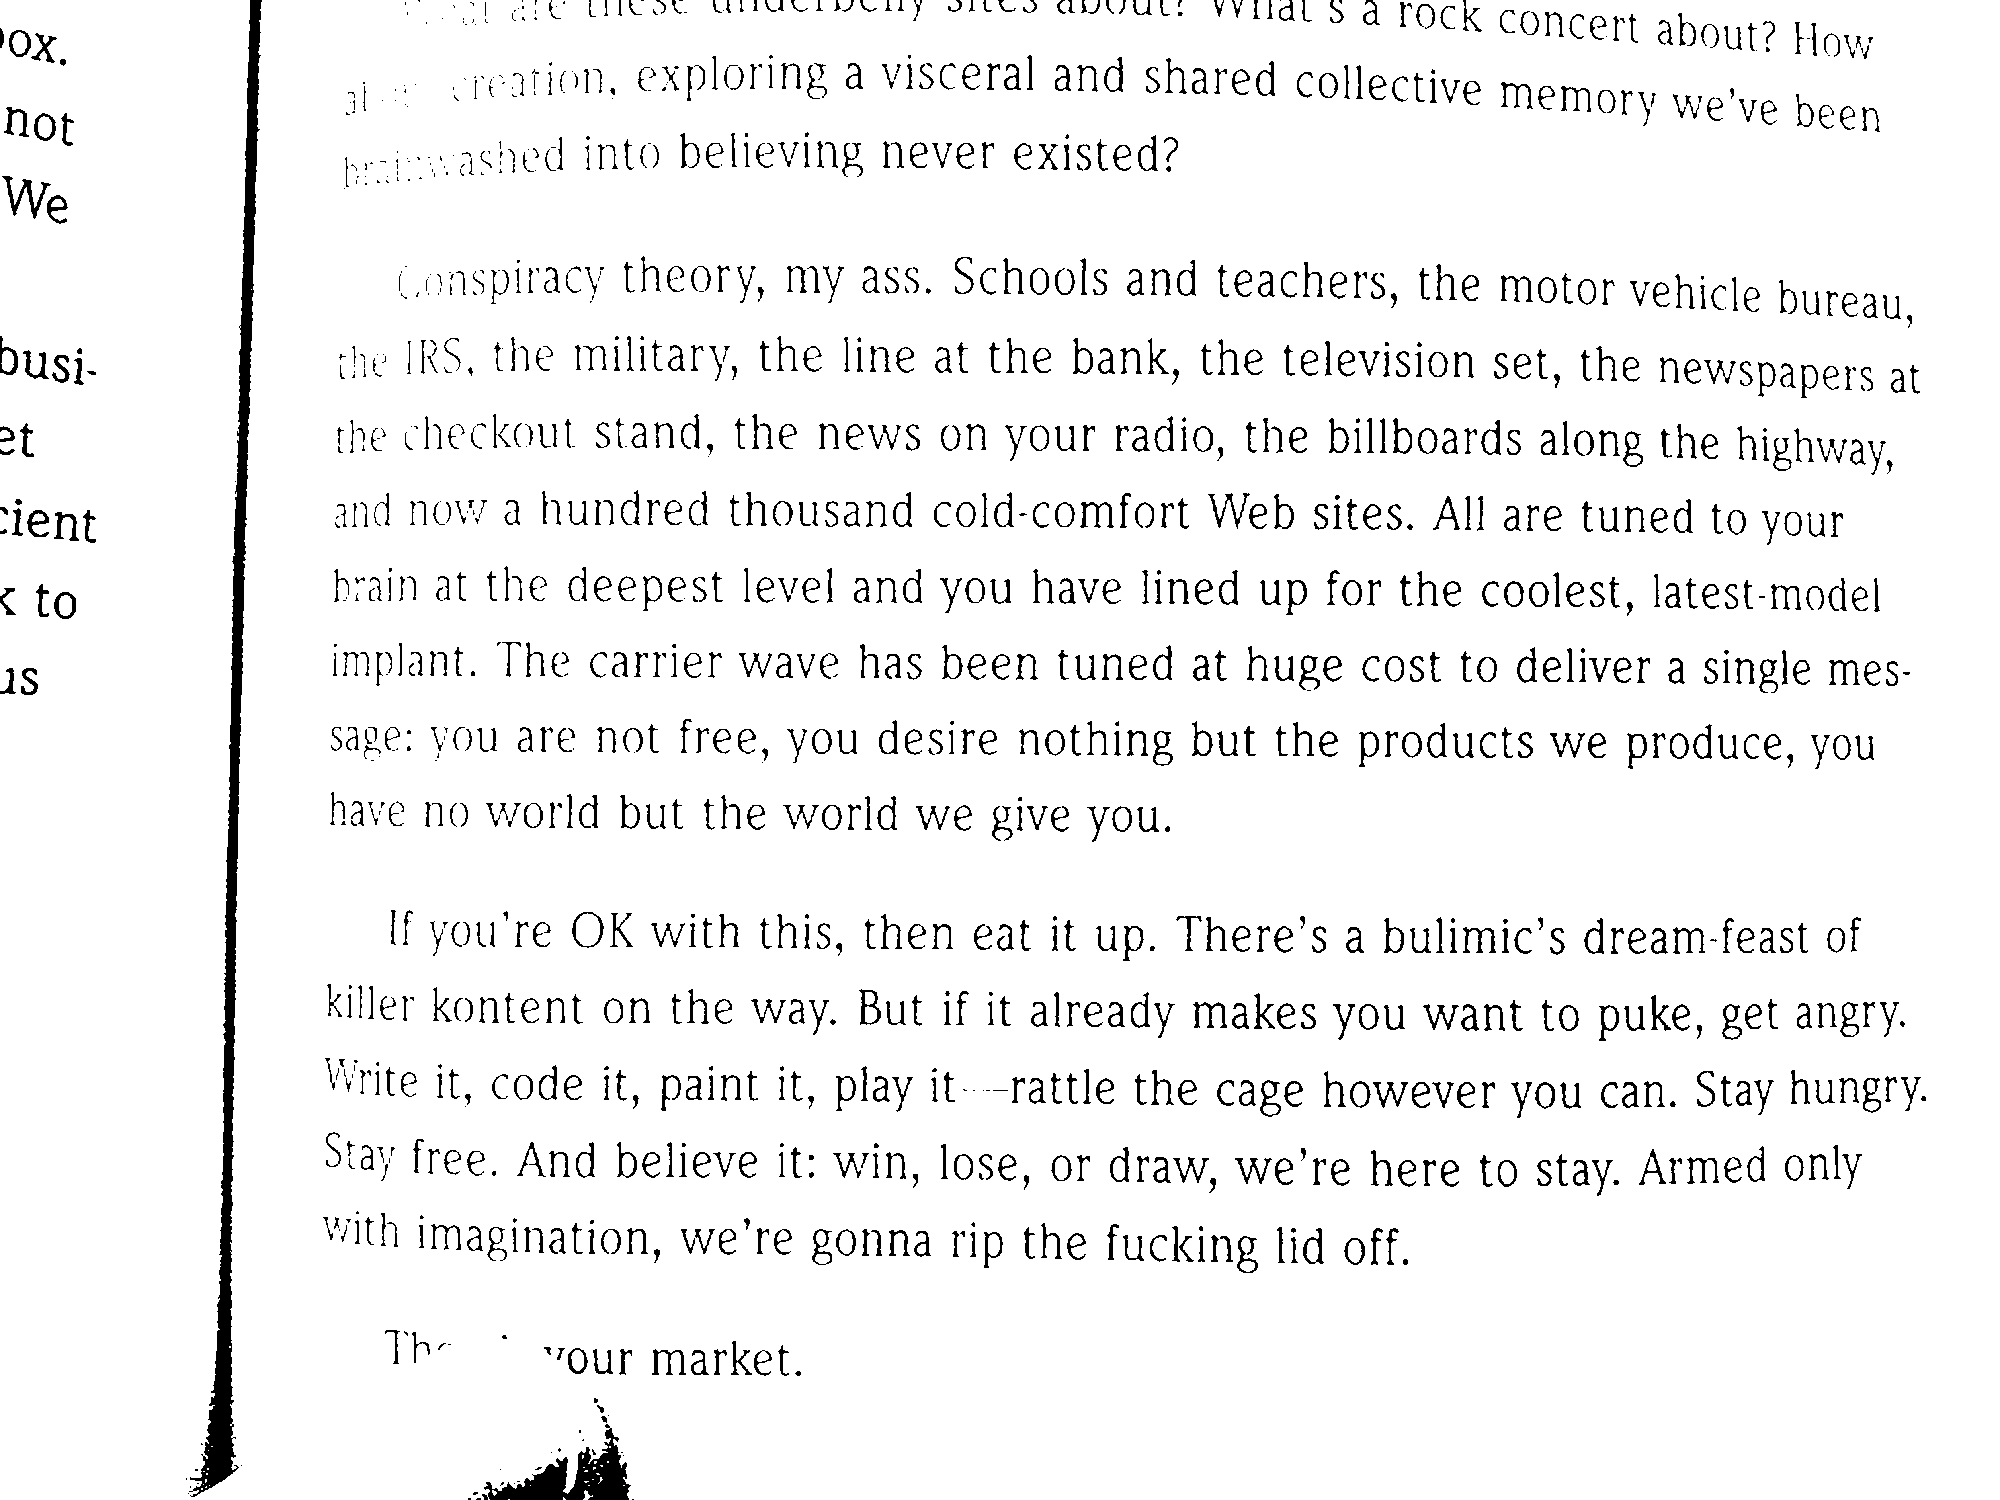 ox.
not
We
busi-
et
cient
k to
us
are these underbelly sites about? What's a rock concert about? How
creation, exploring a visceral and shared collective memory we've been
brainwashed into believing never existed?
Conspiracy theory, my ass. Schools and teachers, the motor vehicle bureau,
the IRS, the military, the line at the bank, the television set, the newspapers at
the checkout stand, the news on your radio, the billboards along the highway,
and now a hundred thousand cold-comfort Web sites. All are tuned to your
brain at the deepest level and you have lined up for the coolest, latest-model
implant. The carrier wave has been tuned at huge cost to deliver a single mes-
sage: you are not free, you desire nothing but the products we produce, you
have no world but the world we give you.
If you're OK with this, then eat it up. There's a bulimic's dream-feast of
killer kontent on the way. But if it already makes you want to puke, get angry.
Write it, code it, paint it, play it—rattle the cage however you can. Stay hungry.
Stay free. And believe it: win, lose, or draw, we're here to stay. Armed only
with imagination, we're gonna rip the fucking lid off.
your market.